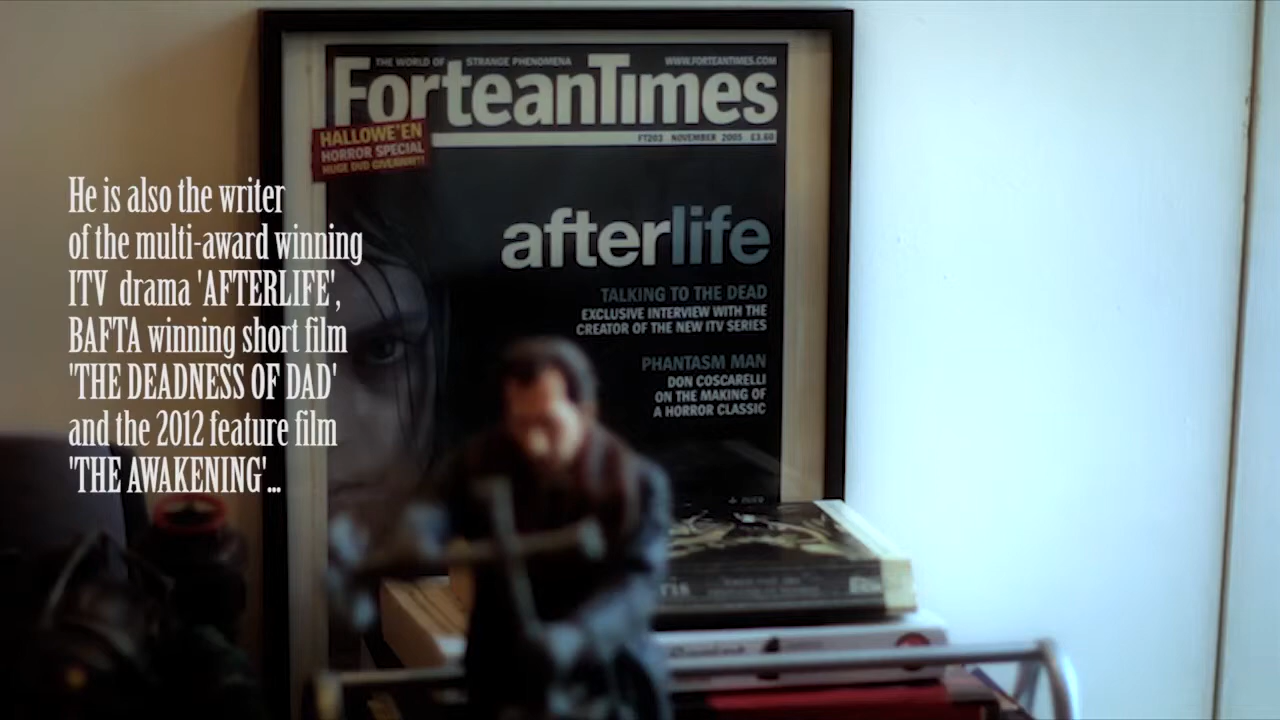 THE WORLD OF STRANGE PHENOMENA
WWW.FORTEANTIMES.COM
ForteanTimes
FT203 NOVEMBER 2005 £3.60
HALLOWE'EN
HORROR SPECIAL
HUGE DVD GIVEAWAY!
He is also the writer
of the multi-award winning
ITV drama 'AFTERLIFE',
BAFTA winning short film
'THE DEADNESS OF DAD'
and the 2012 feature film
'THE AWAKENING'...
afterlife
TALKING TO THE DEAD
EXCLUSIVE INTERVIEW WITH THE
CREATOR OF THE NEW ITV SERIES
PHANTASM MAN
DON COSCARELLI
ON THE MAKING OF
A HORROR CLASSIC